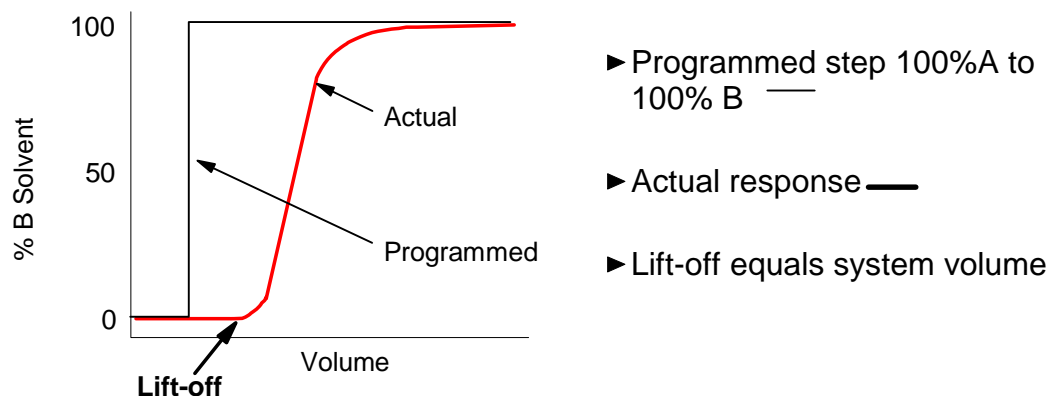 100
50
0
% B Solvent
Actual
Programmed
Volume
Lift-off
►Programmed step 100%A to
100% B
►Actual response
►Lift-off equals system volume